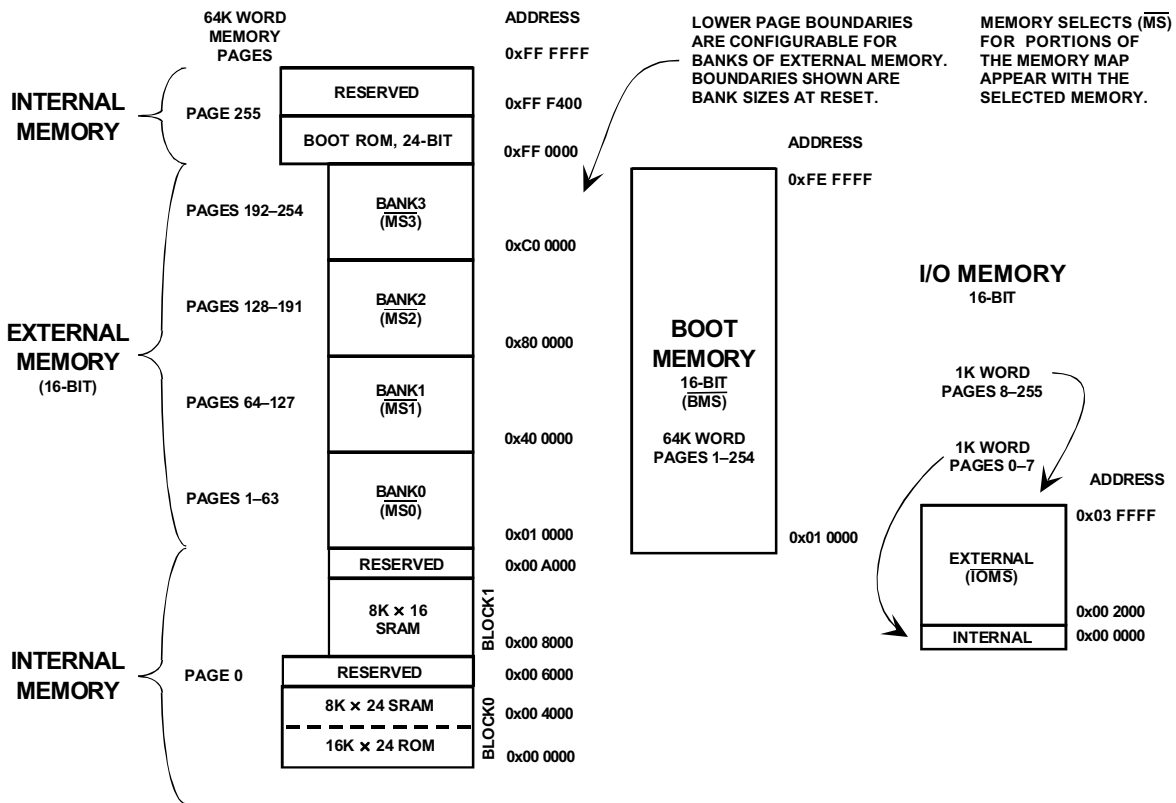 64K WORD
MEMORY
PAGES
ADDRESS
0xFF FFFF
LOWER PAGE BOUNDARIES
ARE CONFIGURABLE FOR
BANKS OF EXTERNAL MEMORY.
BOUNDARIES SHOWN ARE
BANK SIZES AT RESET.
MEMORY SELECTS (M̅S̅)
FOR PORTIONS OF
THE MEMORY MAP
APPEAR WITH THE
SELECTED MEMORY.
INTERNAL
MEMORY
PAGE 255
RESERVED
0xFF F400
BOOT ROM, 24-BIT
0xFF 0000
EXTERNAL
MEMORY
(16-BIT)
PAGES 192–254
BANK3
(M̅S̅3̅)
0xC0 0000
PAGES 128–191
BANK2
(M̅S̅2̅)
0x80 0000
PAGES 64–127
BANK1
(M̅S̅1̅)
0x40 0000
PAGES 1–63
BANK0
(M̅S̅0̅)
0x01 0000
INTERNAL
MEMORY
PAGE 0
RESERVED
0x00 A000
8K × 16
SRAM
BLOCK1
0x00 8000
RESERVED
0x00 6000
8K × 24 SRAM
0x00 4000
BLOCK0
16K × 24 ROM
0x00 0000
ADDRESS
0xFE FFFF
BOOT
MEMORY
16-BIT
(B̅M̅S̅)
64K WORD
PAGES 1–254
0x01 0000
I/O MEMORY
16-BIT
1K WORD
PAGES 8–255
1K WORD
PAGES 0–7
ADDRESS
0x03 FFFF
EXTERNAL
(I̅O̅M̅S̅)
0x00 2000
INTERNAL
0x00 0000